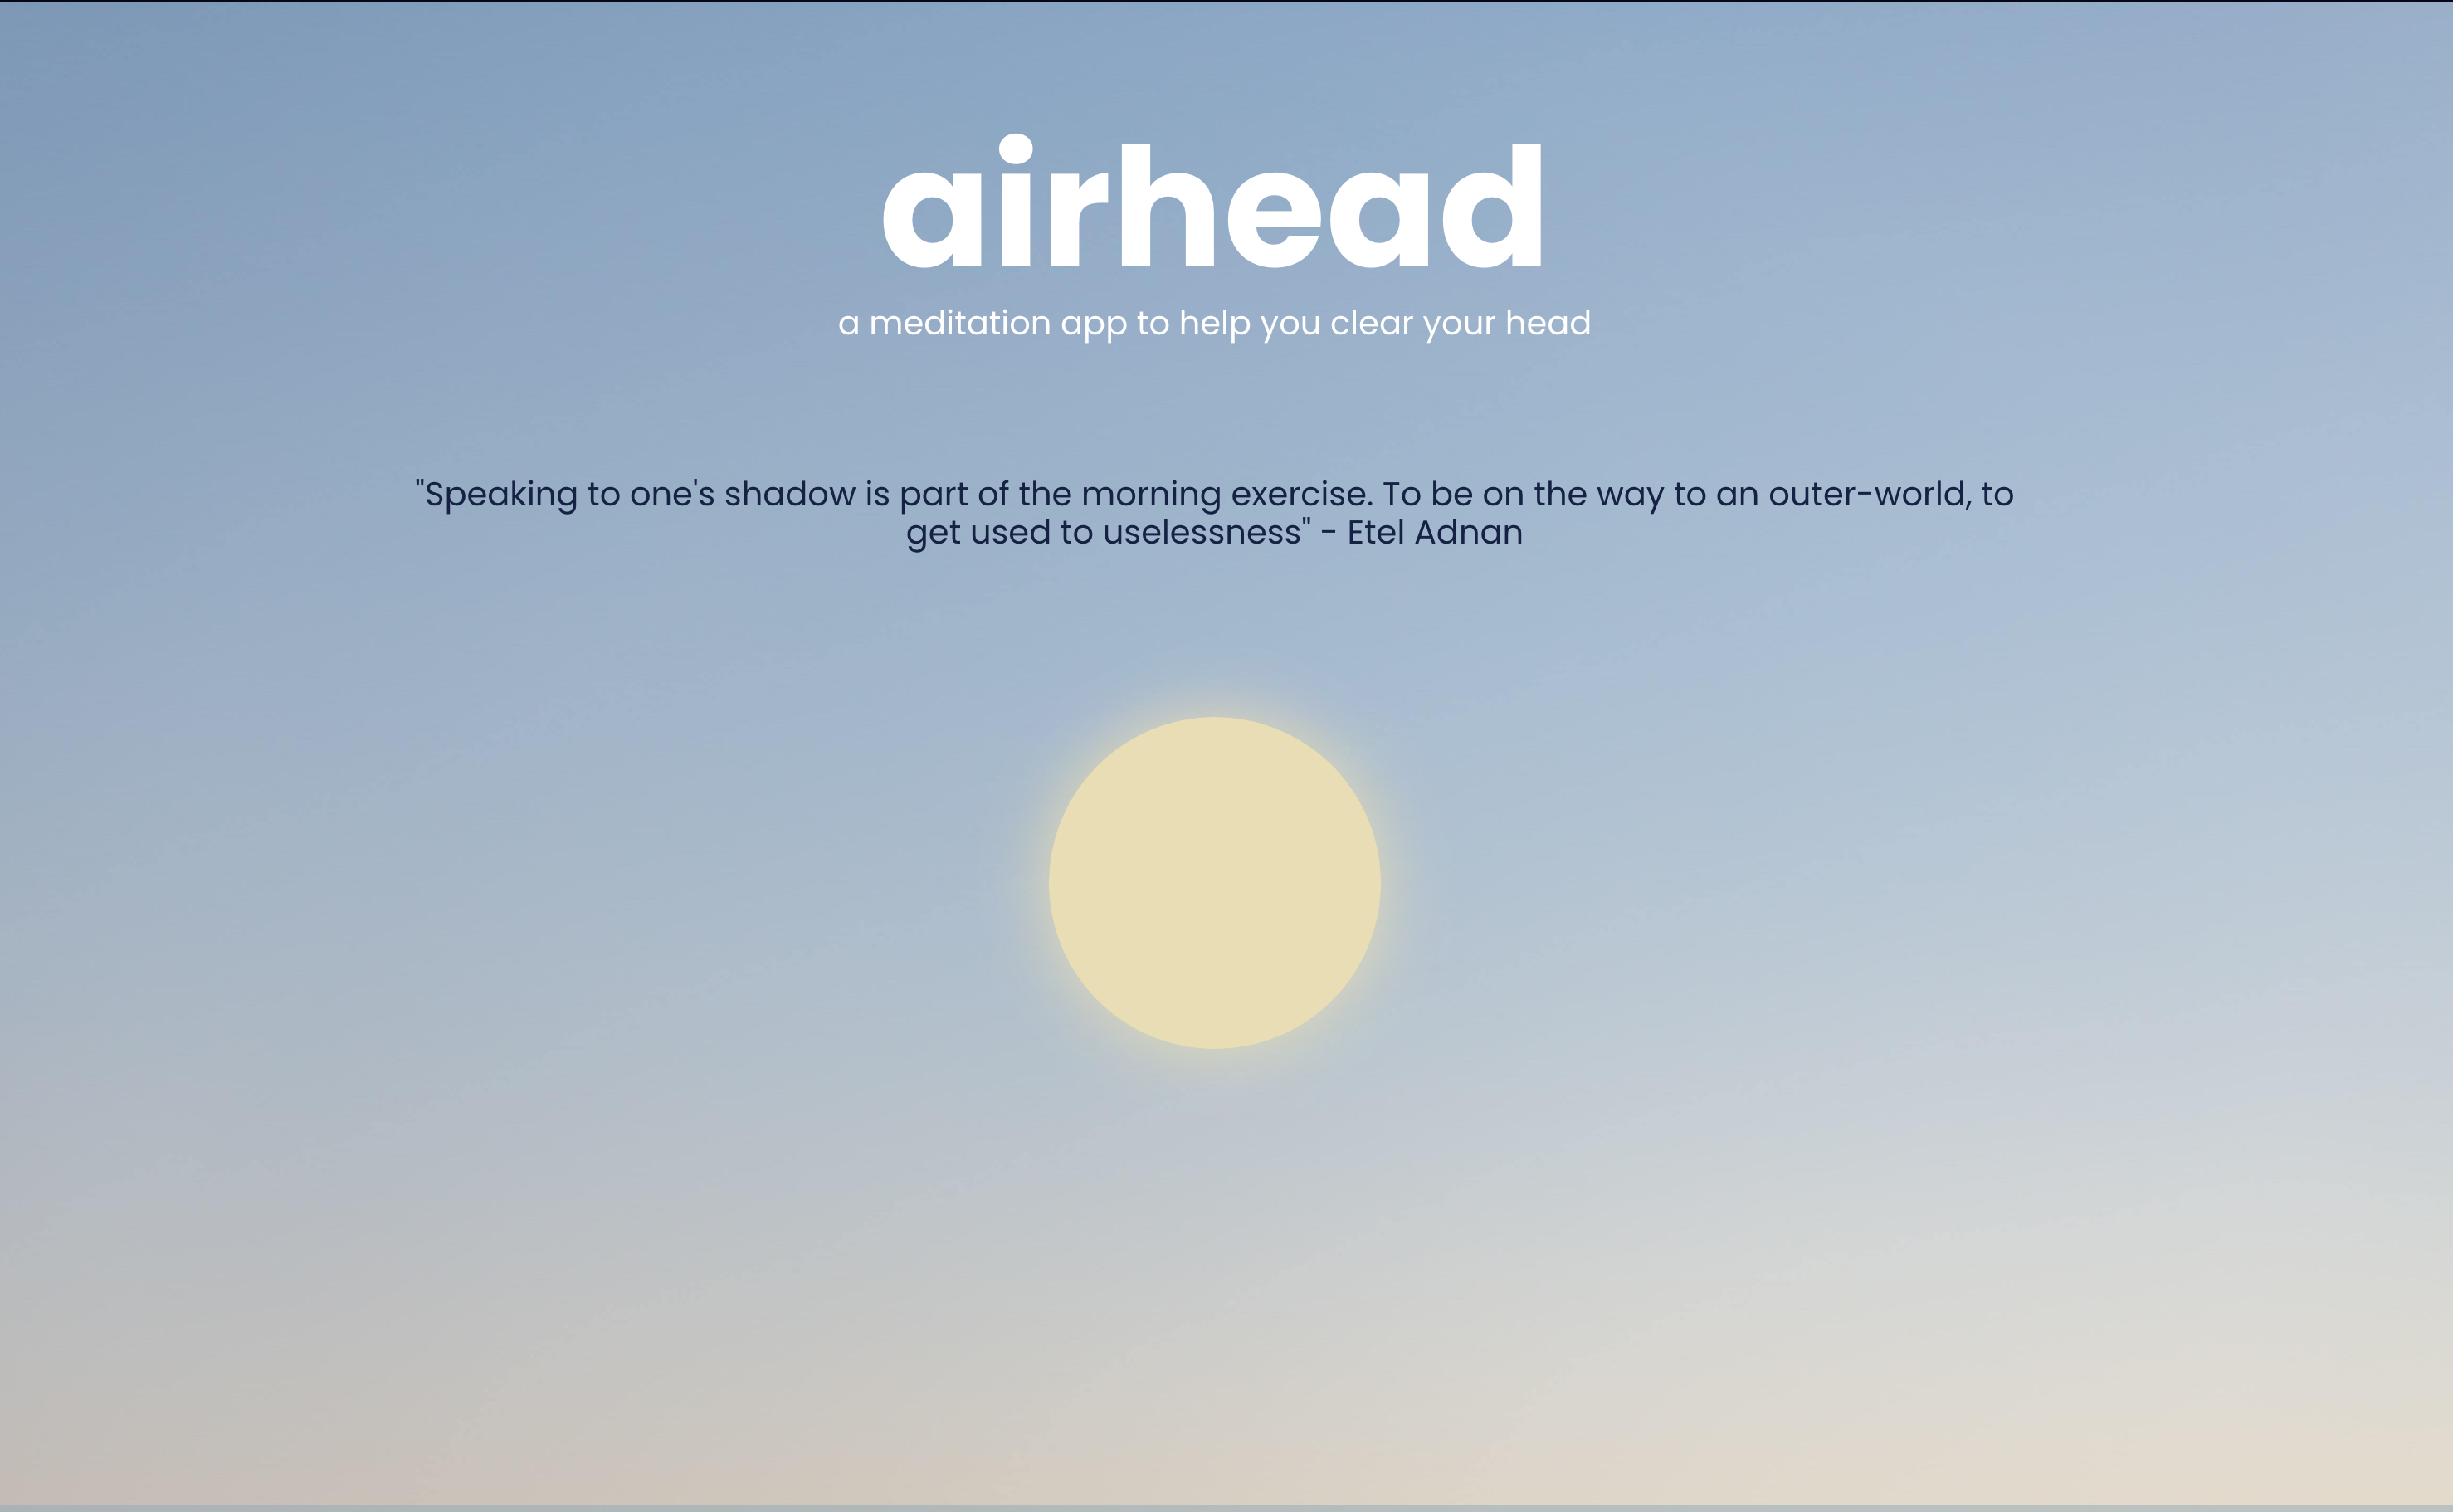 airhead
a meditation app to help you clear your head
"Speaking to one's shadow is part of the morning exercise. To be on the way to an outer-world, to
get used to uselessness" - Etel Adnan